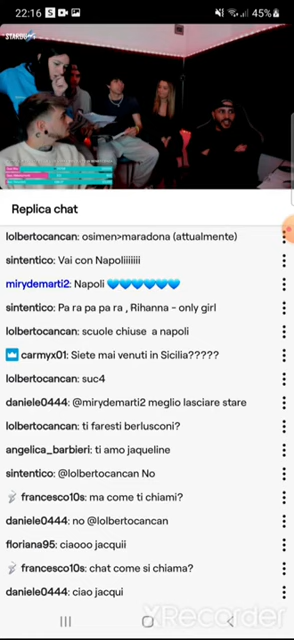 22:16 S 45%
STARDUST
Replica chat
lolbertocancan: osimen>maradona (attualmente)
sintentico: Vai con Napoliiiiiii
mirydemarti2: Napoli 💙💙💙💙💙💙
sintentico: Pa ra pa pa ra , Rihanna - only girl
lolbertocancan: scuole chiuse a napoli
carmyx01: Siete mai venuti in Sicilia?????
lolbertocancan: suc4
daniele0444: @mirydemarti2 meglio lasciare stare
lolbertocancan: ti faresti berlusconi?
angelica_barbieri: ti amo jaqueline
sintentico: @lolbertocancan No
francesco10s: ma come ti chiami?
daniele0444: no @lolbertocancan
floriana95: ciaooo jacquii
francesco10s: chat come si chiama?
daniele0444: ciao jacqui
XRecorder